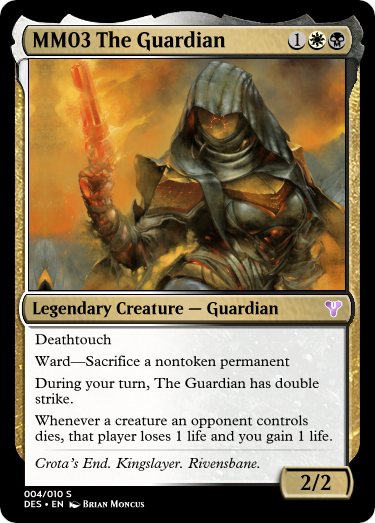 MM03 The Guardian 1
Legendary Creature — Guardian
Deathtouch
Ward—Sacrifice a nontoken permanent
During your turn, The Guardian has double
strike.
Whenever a creature an opponent controls
dies, that player loses 1 life and you gain 1 life.
Crota's End. Kingslayer. Rivensbane.
2/2
004/010 S
DES • EN Brian Moncus